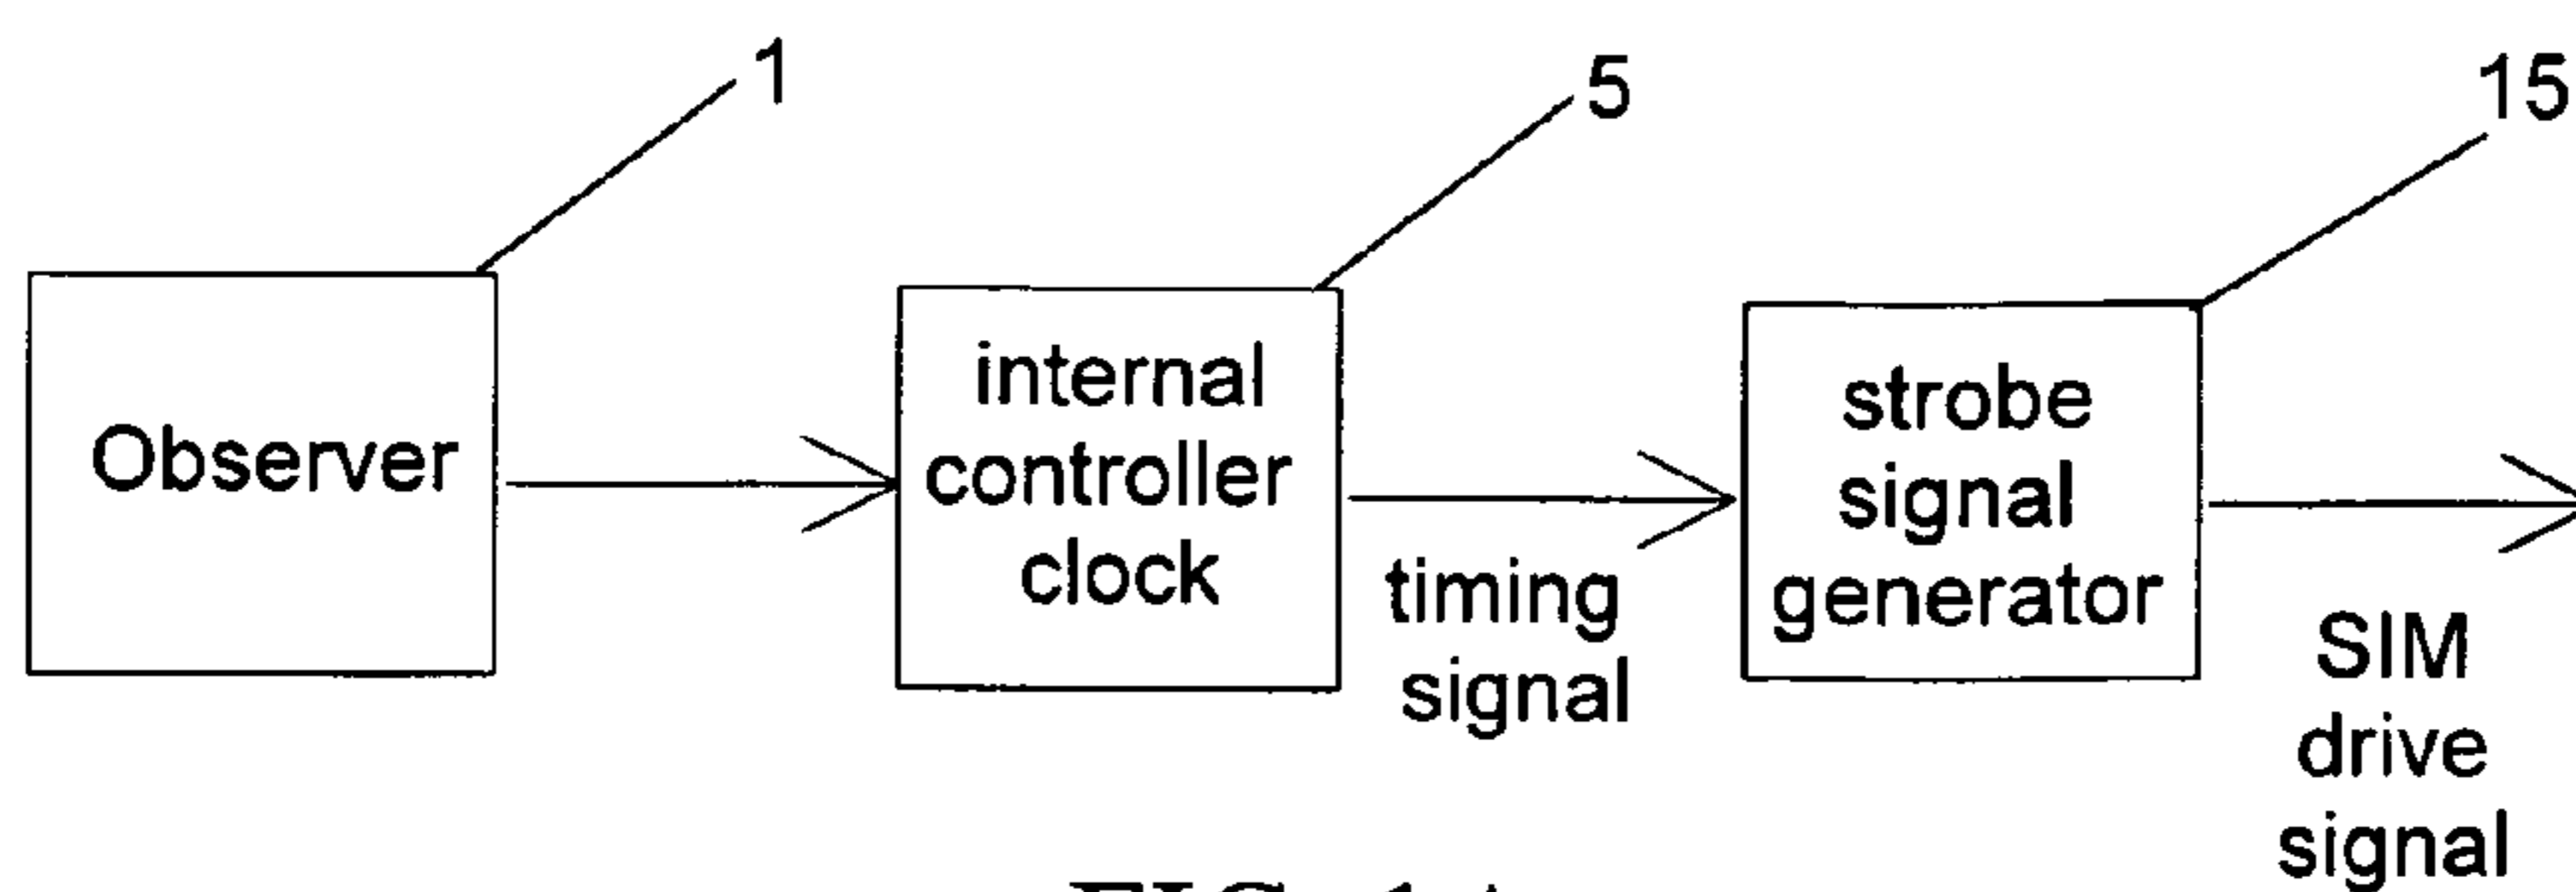 1
5
15
Observer
internal
controller
clock
timing
signal
strobe
signal
generator
SIM
drive
signal